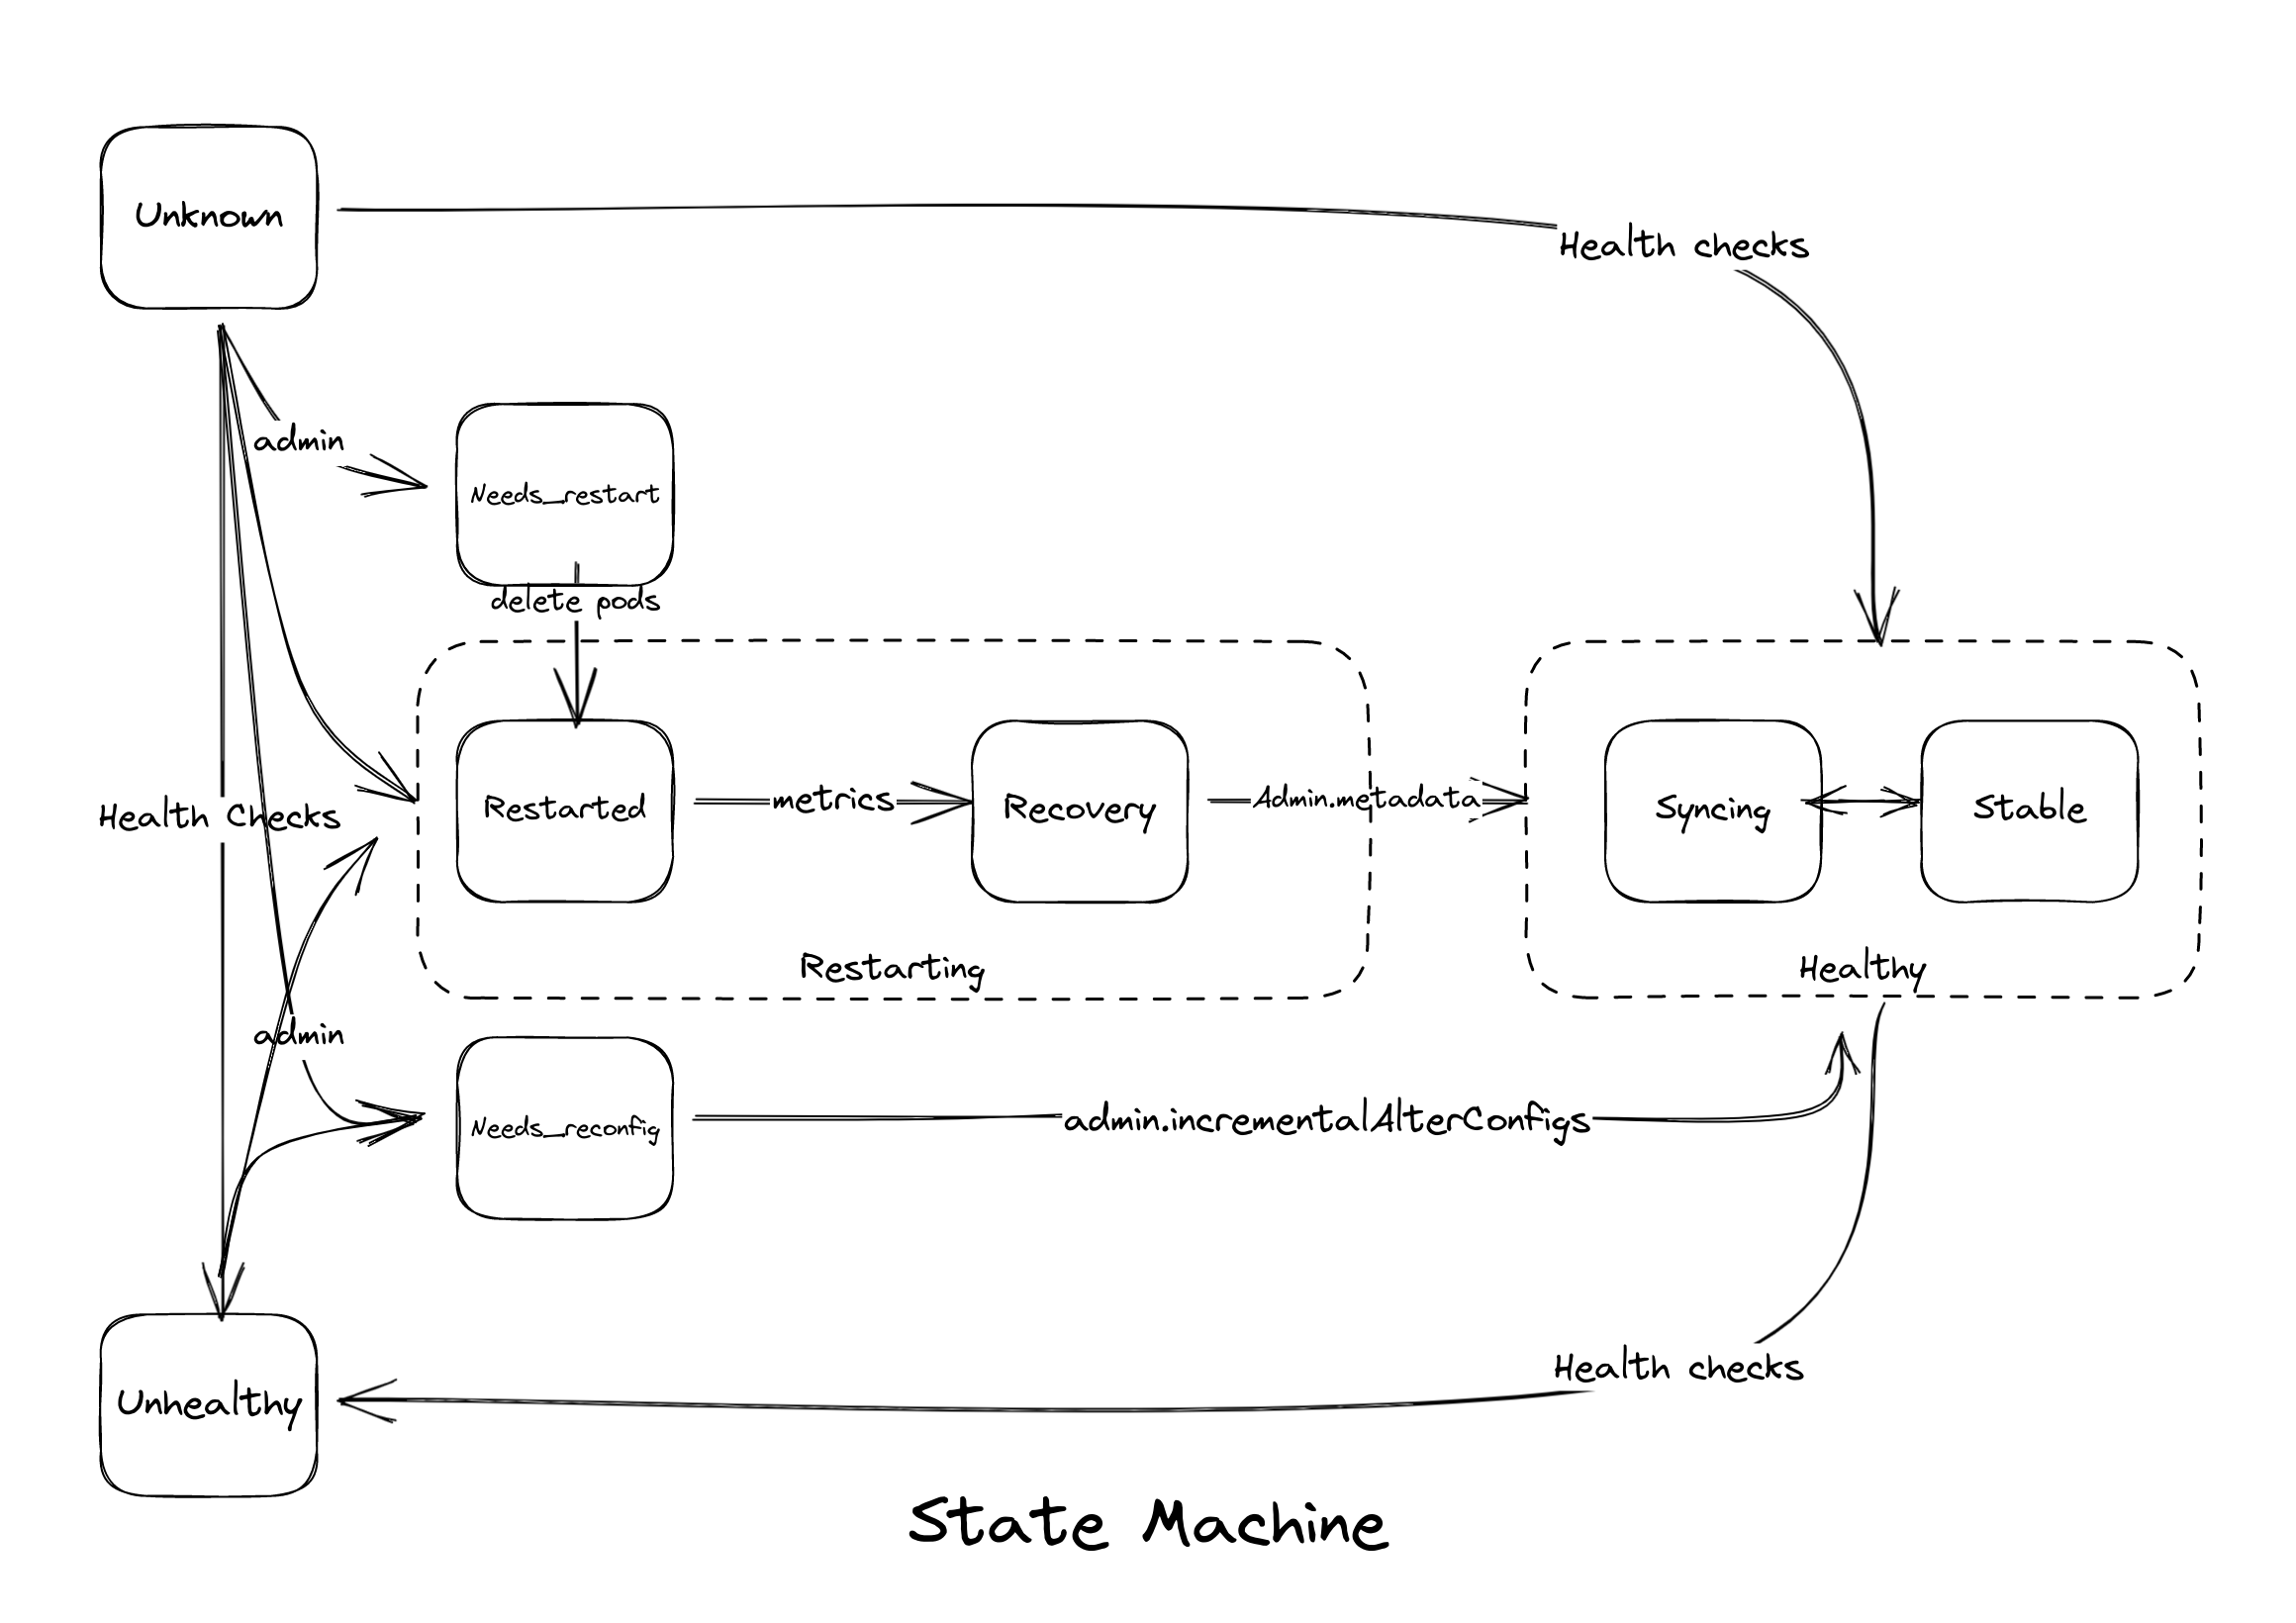 Unknown
Health checks
admin
Needs_restart
delete pods
Health Checks
Restarted
metrics
Recovery
Admin.metadata
Syncing
Stable
Restarting
Healthy
admin
Needs_reconfig
admin.incrementalAlterConfigs
Health checks
Unhealthy
State Machine